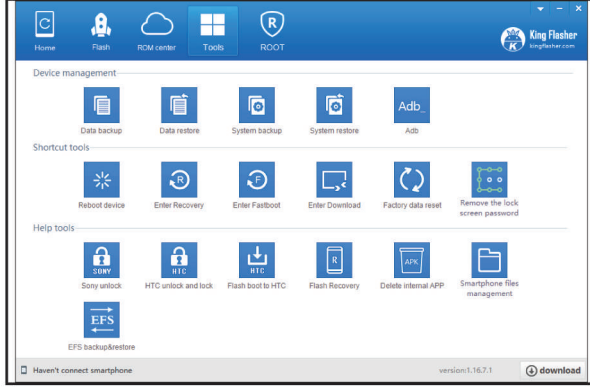 C
R
Home
Flash
ROM center
Tools
ROOT
King Flasher
kingflasher.com
Device management
Adb_
Data backup
Data restore
System backup
System restore
Adb
Shortcut tools
R
F
Reboot device
Enter Recovery
Enter Fastboot
Enter Download
Factory data reset
Remove the lock
screen password
Help tools
SONY
HTC
HTC
R
APK
Sony unlock
HTC unlock and lock
Flash boot to HTC
Flash Recovery
Delete internal APP
Smartphone files
management
EFS
EFS backup&restore
Haven't connect smartphone
version:1.16.7.1
download